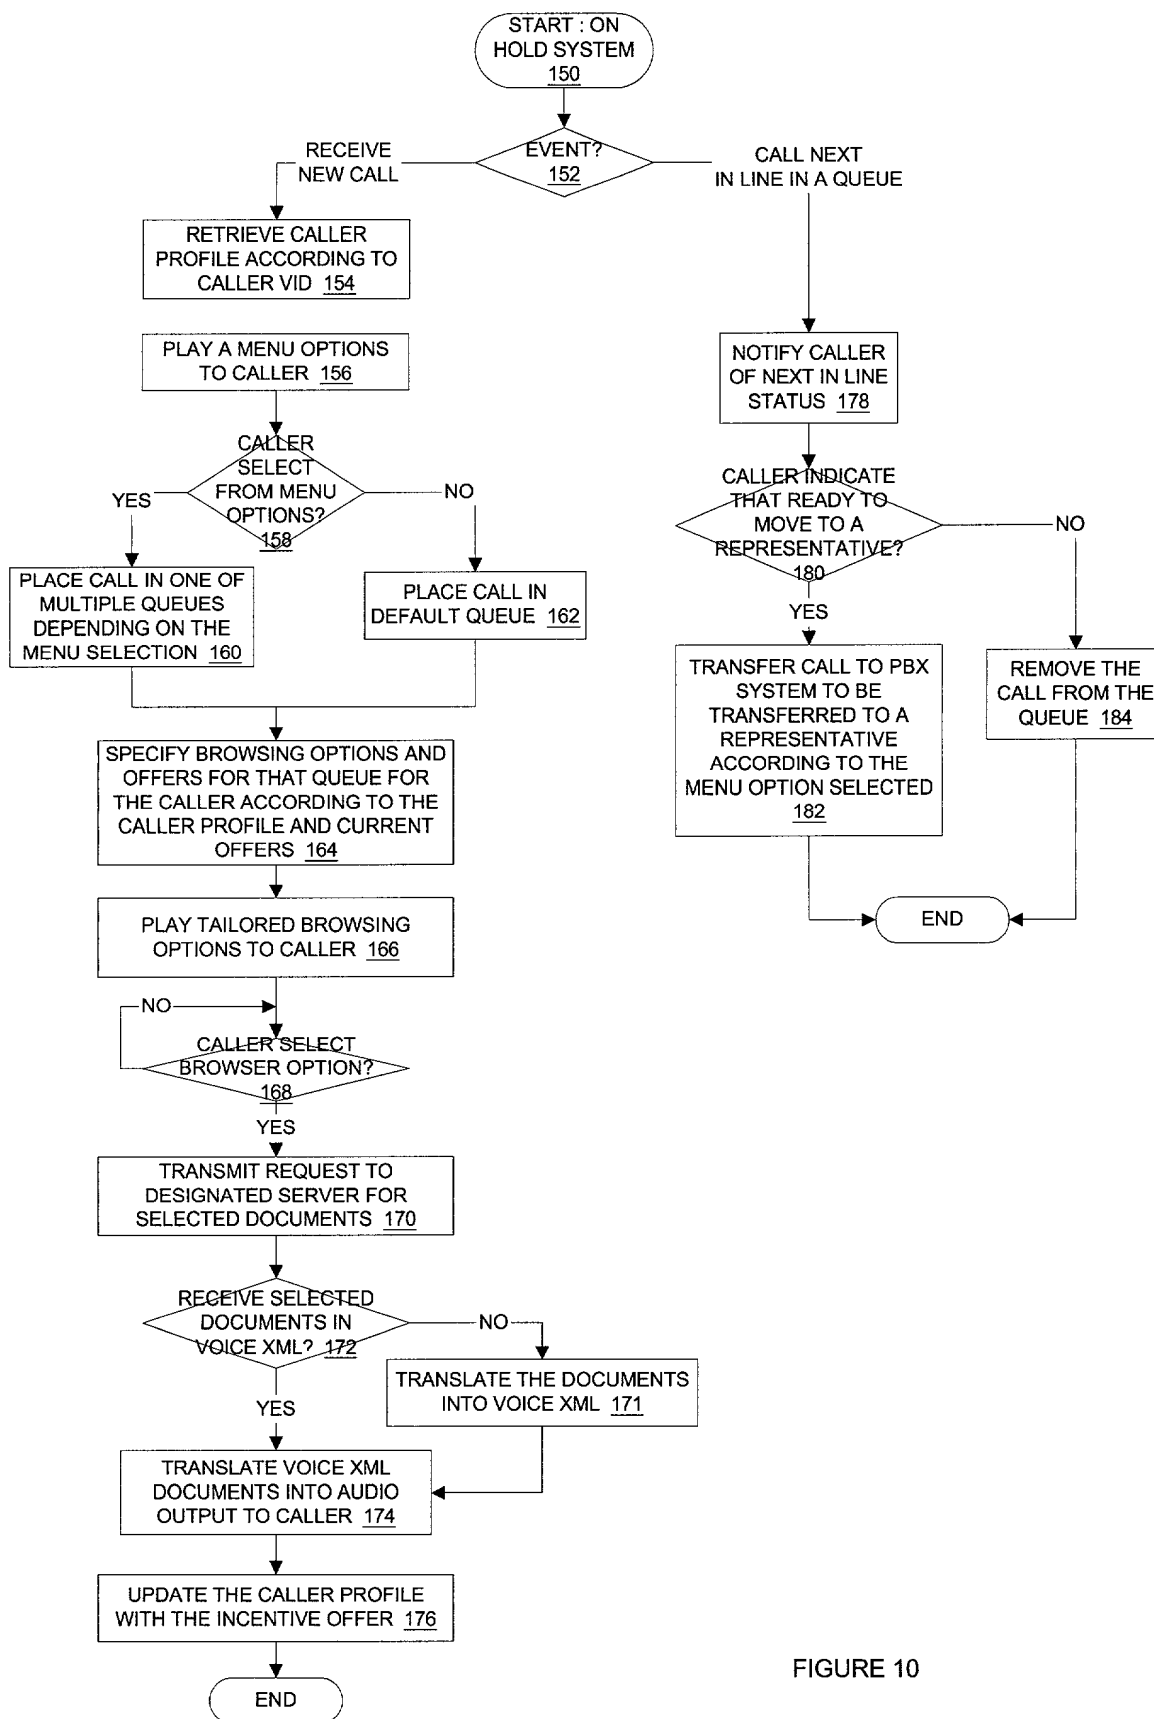 START : ON
HOLD SYSTEM
150
EVENT?
152
RECEIVE
NEW CALL
CALL NEXT
IN LINE IN A QUEUE
RETRIEVE CALLER
PROFILE ACCORDING TO
CALLER VID 154
PLAY A MENU OPTIONS
TO CALLER 156
CALLER
SELECT
FROM MENU
OPTIONS?
158
YES
NO
PLACE CALL IN ONE OF
MULTIPLE QUEUES
DEPENDING ON THE
MENU SELECTION 160
PLACE CALL IN
DEFAULT QUEUE 162
SPECIFY BROWSING OPTIONS AND
OFFERS FOR THAT QUEUE FOR
THE CALLER ACCORDING TO THE
CALLER PROFILE AND CURRENT
OFFERS 164
PLAY TAILORED BROWSING
OPTIONS TO CALLER 166
NO
CALLER SELECT
BROWSER OPTION?
168
YES
TRANSMIT REQUEST TO
DESIGNATED SERVER FOR
SELECTED DOCUMENTS 170
RECEIVE SELECTED
DOCUMENTS IN
VOICE XML? 172
NO
YES
TRANSLATE THE DOCUMENTS
INTO VOICE XML 171
TRANSLATE VOICE XML
DOCUMENTS INTO AUDIO
OUTPUT TO CALLER 174
UPDATE THE CALLER PROFILE
WITH THE INCENTIVE OFFER 176
END
NOTIFY CALLER
OF NEXT IN LINE
STATUS 178
CALLER INDICATE
THAT READY TO
MOVE TO A
REPRESENTATIVE?
180
NO
YES
TRANSFER CALL TO PBX
SYSTEM TO BE
TRANSFERRED TO A
REPRESENTATIVE
ACCORDING TO THE
MENU OPTION SELECTED
182
REMOVE THE
CALL FROM THE
QUEUE 184
END
FIGURE 10